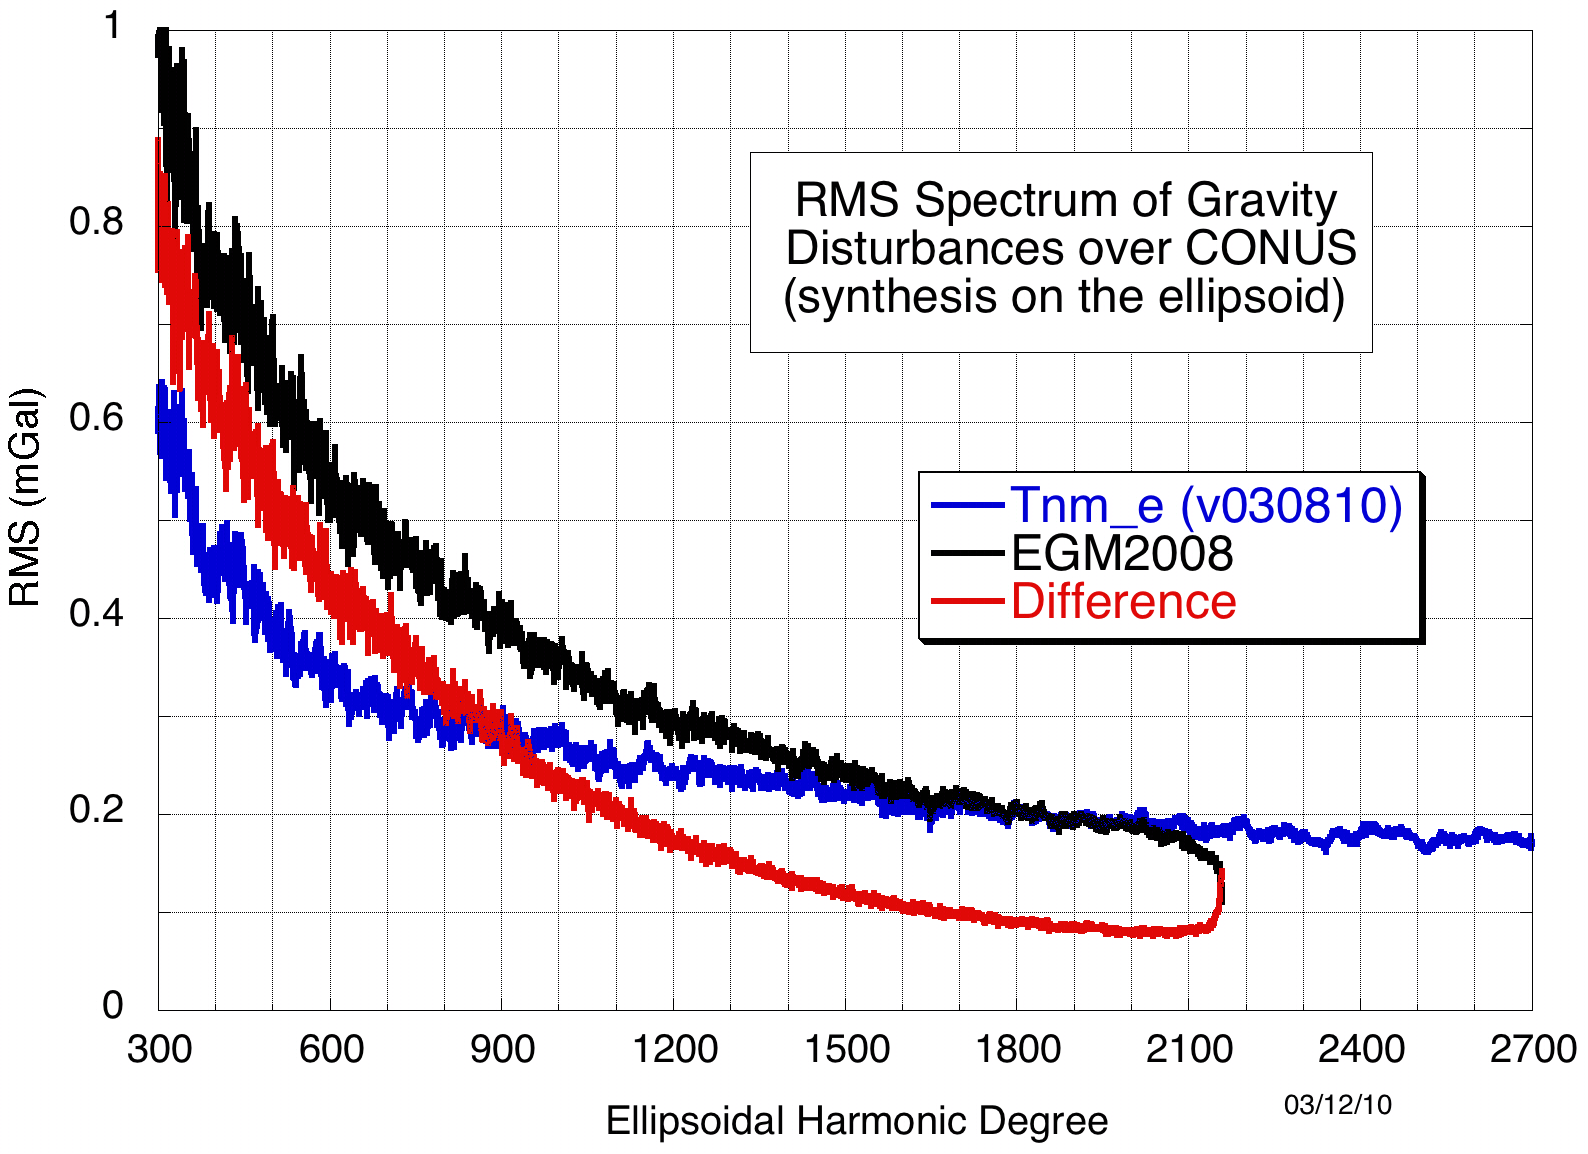 1
0.8
0.6
0.4
0.2
0
RMS (mGal)
RMS Spectrum of Gravity
Disturbances over CONUS
(synthesis on the ellipsoid)
Tnm_e (v030810)
EGM2008
Difference
300 600 900 1200 1500 1800 2100 2400 2700
Ellipsoidal Harmonic Degree
03/12/10